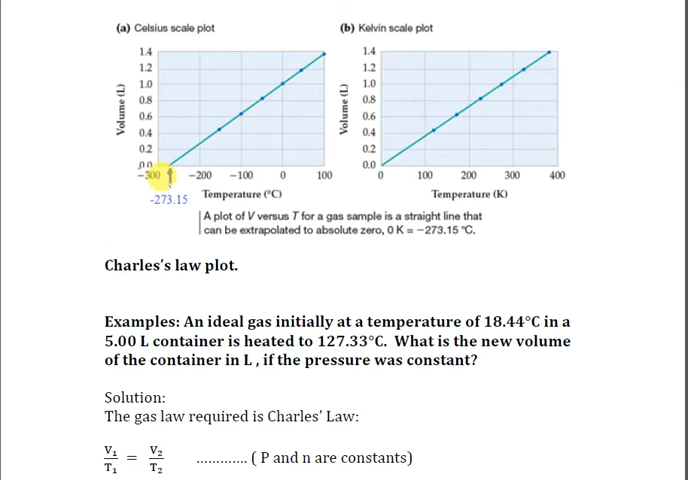 (a) Celsius scale plot
(b) Kelvin scale plot
1.4
1.2
1.0
0.8
0.6
0.4
0.2
0.0
Volume (L)
−300
−200
−100
0
100
-273.15
Temperature (°C)
1.4
1.2
1.0
0.8
0.6
0.4
0.2
0.0
Volume (L)
0
100
200
300
400
Temperature (K)
A plot of V versus T for a gas sample is a straight line that
can be extrapolated to absolute zero, 0 K = −273.15 °C.
Charles's law plot.
Examples: An ideal gas initially at a temperature of 18.44°C in a
5.00 L container is heated to 127.33°C. What is the new volume
of the container in L , if the pressure was constant?
Solution:
The gas law required is Charles' Law:
V₁/T₁ = V₂/T₂ ............. ( P and n are constants)